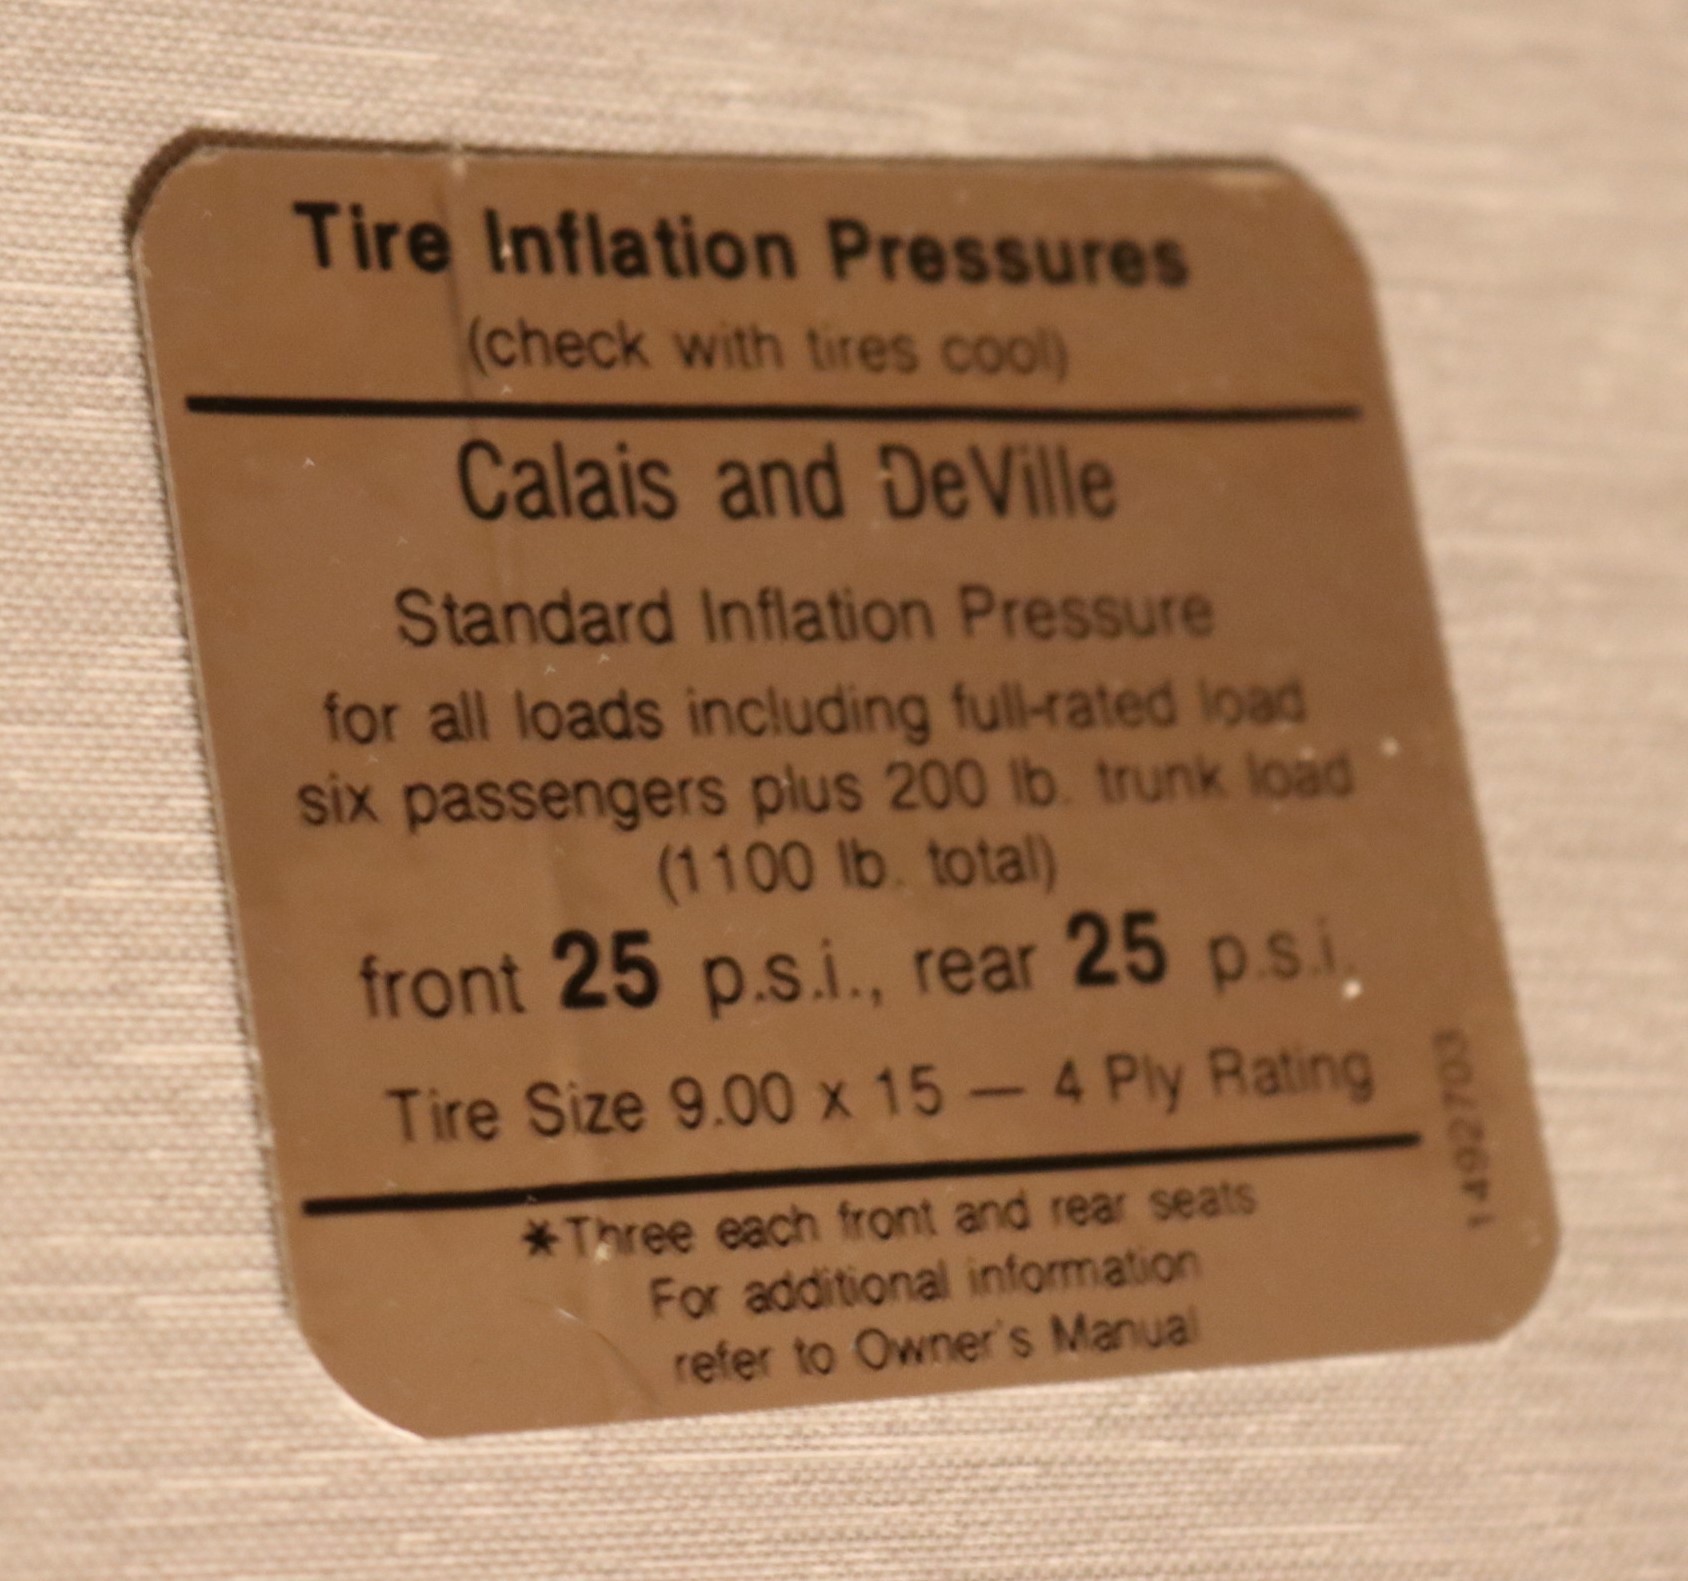 Tire Inflation Pressures
(check with tires cool)
Calais and DeVille
Standard Inflation Pressure
for all loads including full-rated load
six passengers plus 200 lb. trunk load
(1100 lb. total)
front 25 p.s.i., rear 25 p.s.i.
Tire Size 9.00 x 15 — 4 Ply Rating
1492703
*Three each front and rear seats
For additional information
refer to Owner's Manual